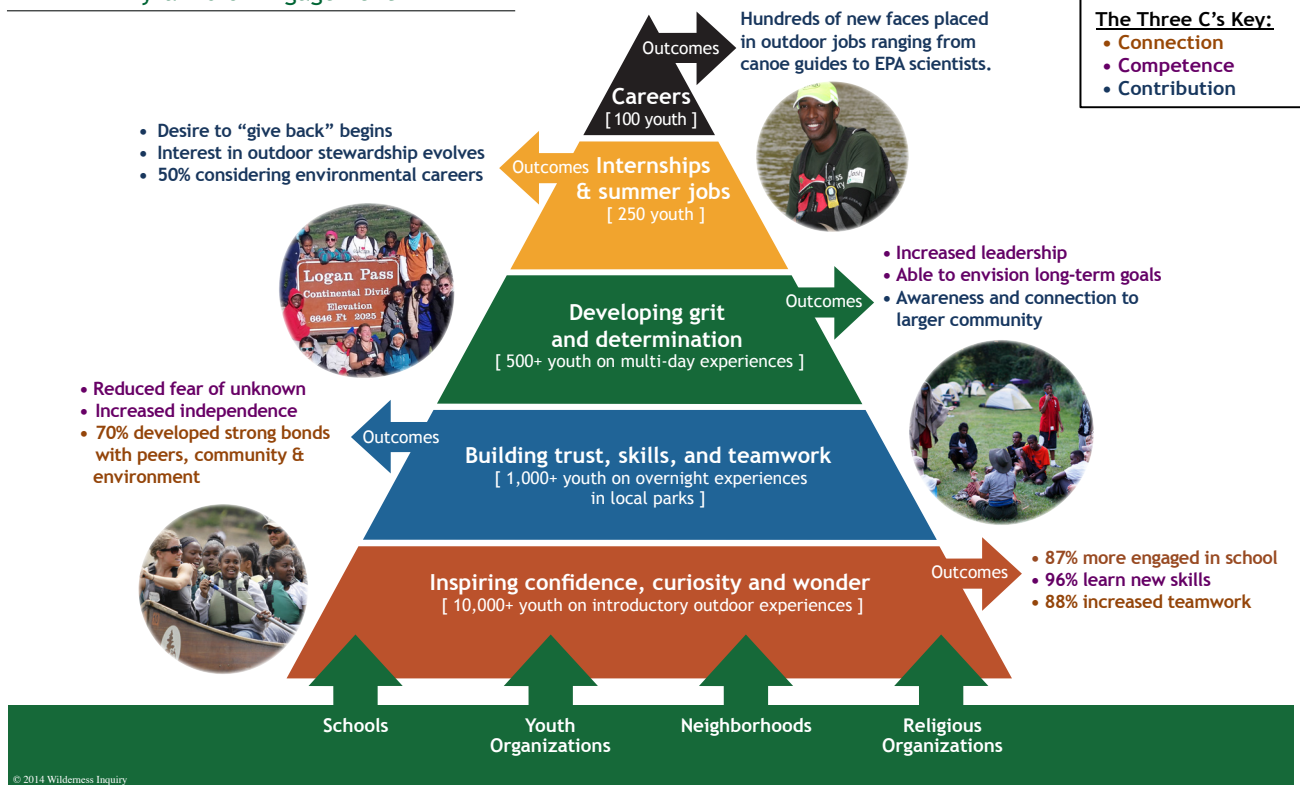 Hundreds of new faces placed
in outdoor jobs ranging from
canoe guides to EPA scientists.
The Three C's Key:
• Connection
• Competence
• Contribution
Outcomes
Careers
[ 100 youth ]
• Desire to “give back” begins
• Interest in outdoor stewardship evolves
• 50% considering environmental careers
Outcomes
Internships
& summer jobs
[ 250 youth ]
Logan Pass
Continental Divid
Elevation
6646 Ft 2025
• Increased leadership
• Able to envision long-term goals
• Awareness and connection to
larger community
Outcomes
Developing grit
and determination
[ 500+ youth on multi-day experiences ]
• Reduced fear of unknown
• Increased independence
• 70% developed strong bonds
with peers, community &
environment
Outcomes
Building trust, skills, and teamwork
[ 1,000+ youth on overnight experiences
in local parks ]
Inspiring confidence, curiosity and wonder
[ 10,000+ youth on introductory outdoor experiences ]
Outcomes
• 87% more engaged in school
• 96% learn new skills
• 88% increased teamwork
Schools
Youth
Organizations
Neighborhoods
Religious
Organizations
© 2014 Wilderness Inquiry